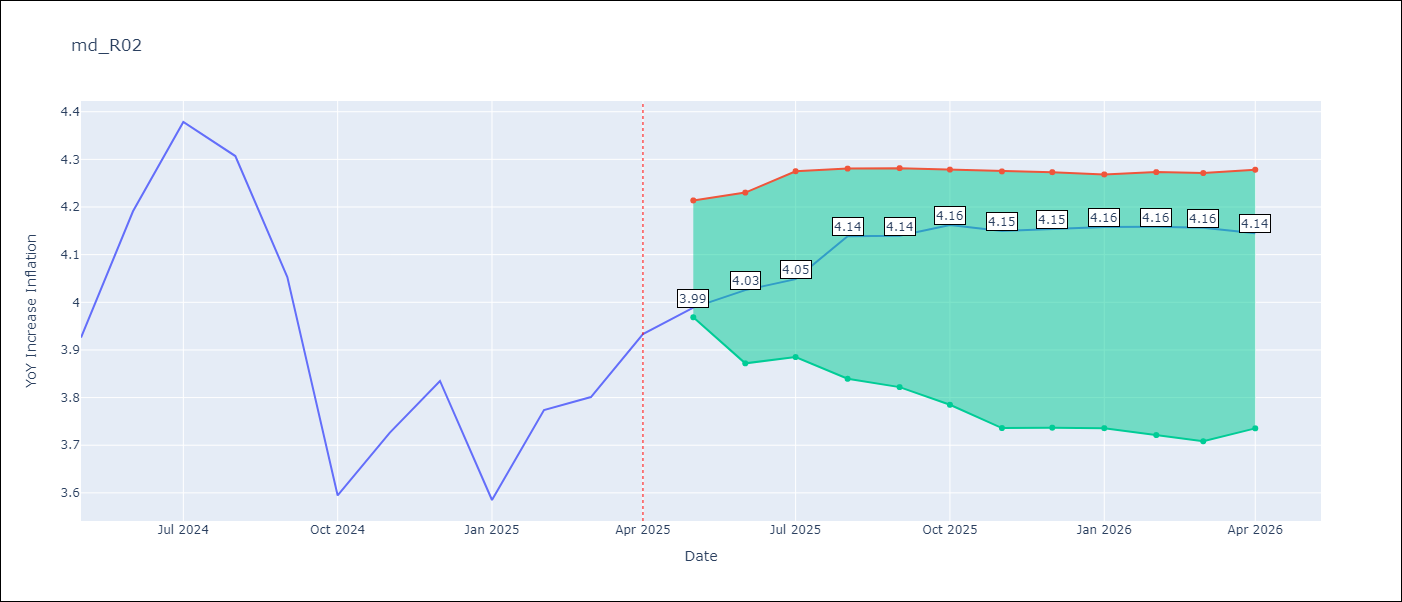 md_R02
4.4
4.3
4.2
4.1
4
3.9
3.8
3.7
3.6
YoY Increase Inflation
3.99
4.03
4.05
4.14
4.14
4.16
4.15
4.15
4.16
4.16
4.16
4.14
Jul 2024
Oct 2024
Jan 2025
Apr 2025
Jul 2025
Oct 2025
Jan 2026
Apr 2026
Date